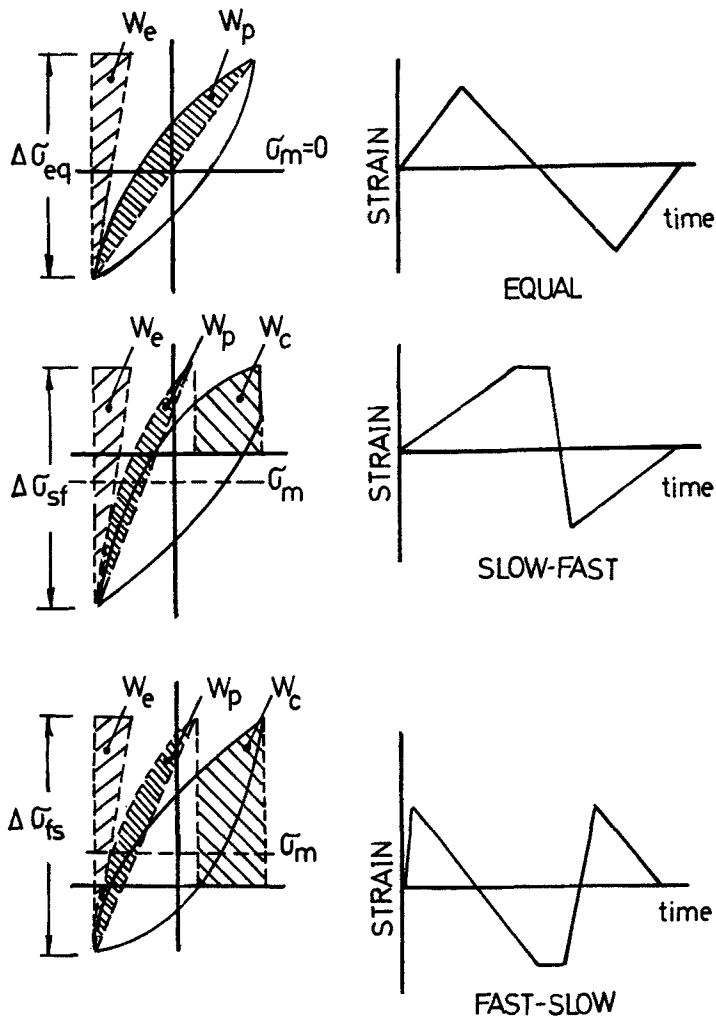 We
Wp
Δσeq
σm=0
STRAIN
time
EQUAL
We
Wp
Wc
Δσsf
σm
STRAIN
time
SLOW-FAST
We
Wp
Wc
Δσfs
σm
STRAIN
time
FAST-SLOW